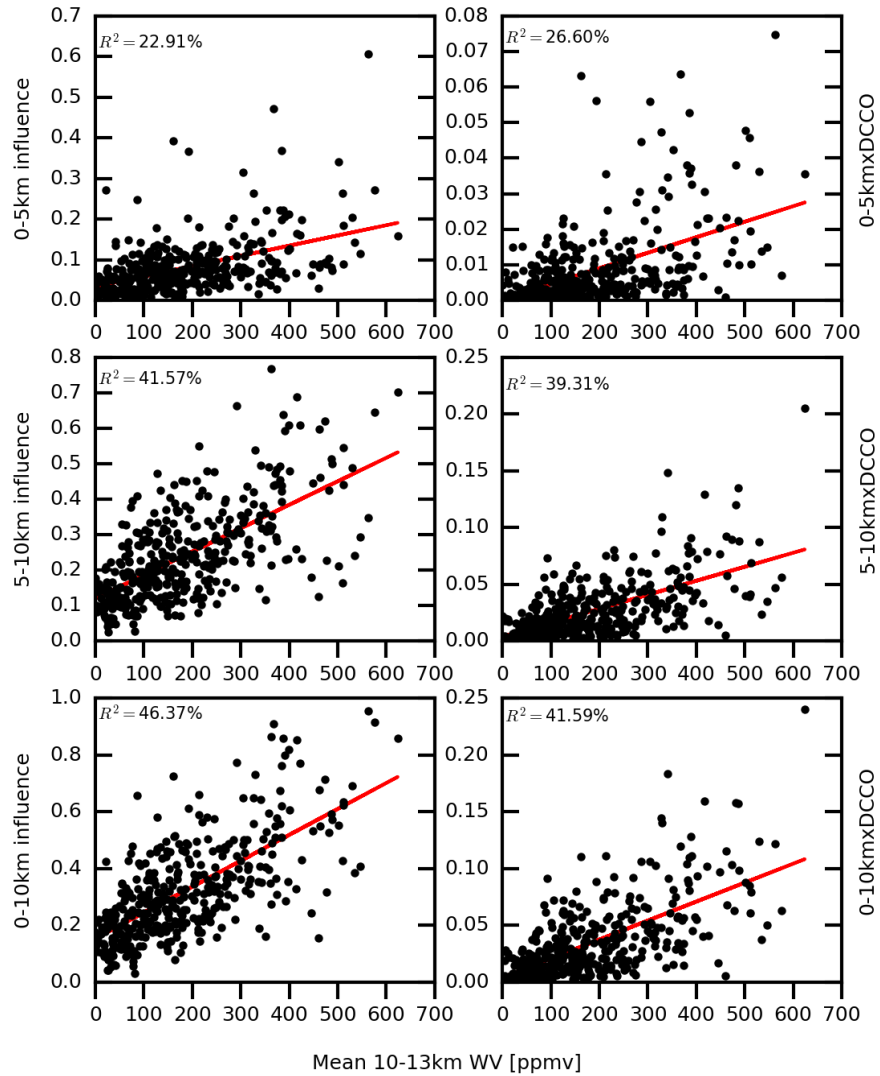 0.7 0.6 0.5 0.4 0.3 0.2 0.1 0.0
0-5km influence
R² = 22.91%
0 100 200 300 400 500 600 700
0.08 0.07 0.06 0.05 0.04 0.03 0.02 0.01 0.00
R² = 26.60%
0-5kmxDCCO
0 100 200 300 400 500 600 700
0.8 0.7 0.6 0.5 0.4 0.3 0.2 0.1 0.0
5-10km influence
R² = 41.57%
0 100 200 300 400 500 600 700
0.25 0.20 0.15 0.10 0.05 0.00
R² = 39.31%
5-10kmxDCCO
0 100 200 300 400 500 600 700
1.0 0.8 0.6 0.4 0.2 0.0
0-10km influence
R² = 46.37%
0 100 200 300 400 500 600 700
0.25 0.20 0.15 0.10 0.05 0.00
R² = 41.59%
0-10kmxDCCO
0 100 200 300 400 500 600 700
Mean 10-13km WV [ppmv]